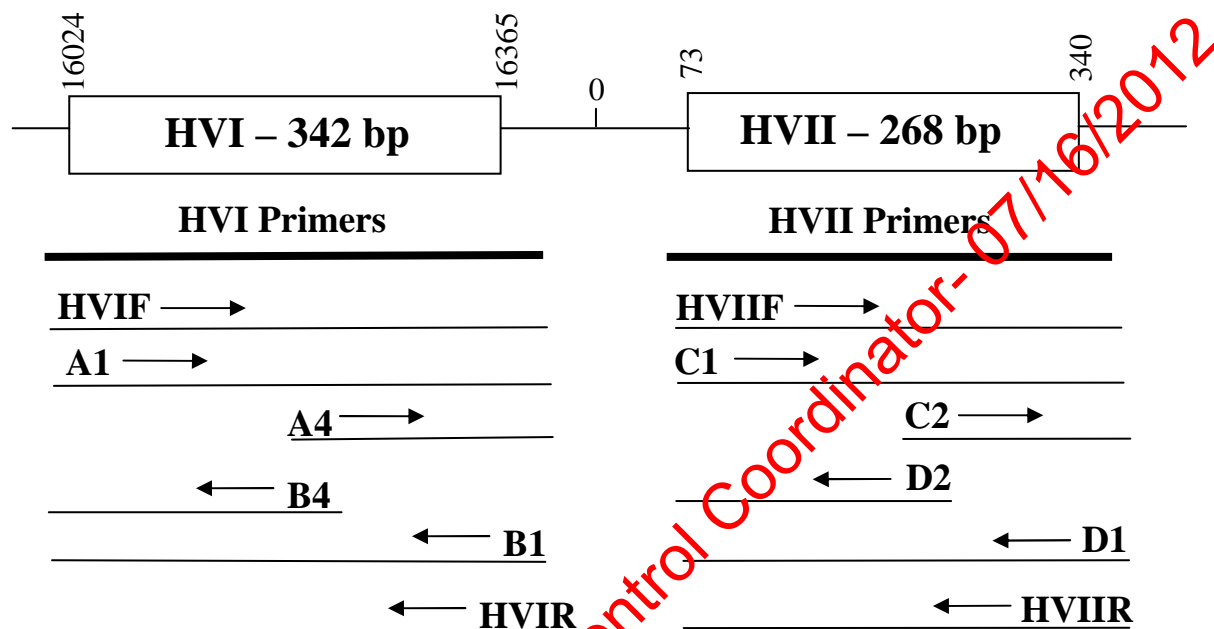 16024
16365
0
73
340
HVI – 342 bp
HVII – 268 bp
HVI Primers
HVII Primers
HVIF
HVIIF
A1
C1
A4
C2
B4
D2
B1
D1
HVIR
HVIIR
ontrol Coordinator- 07/16/2012